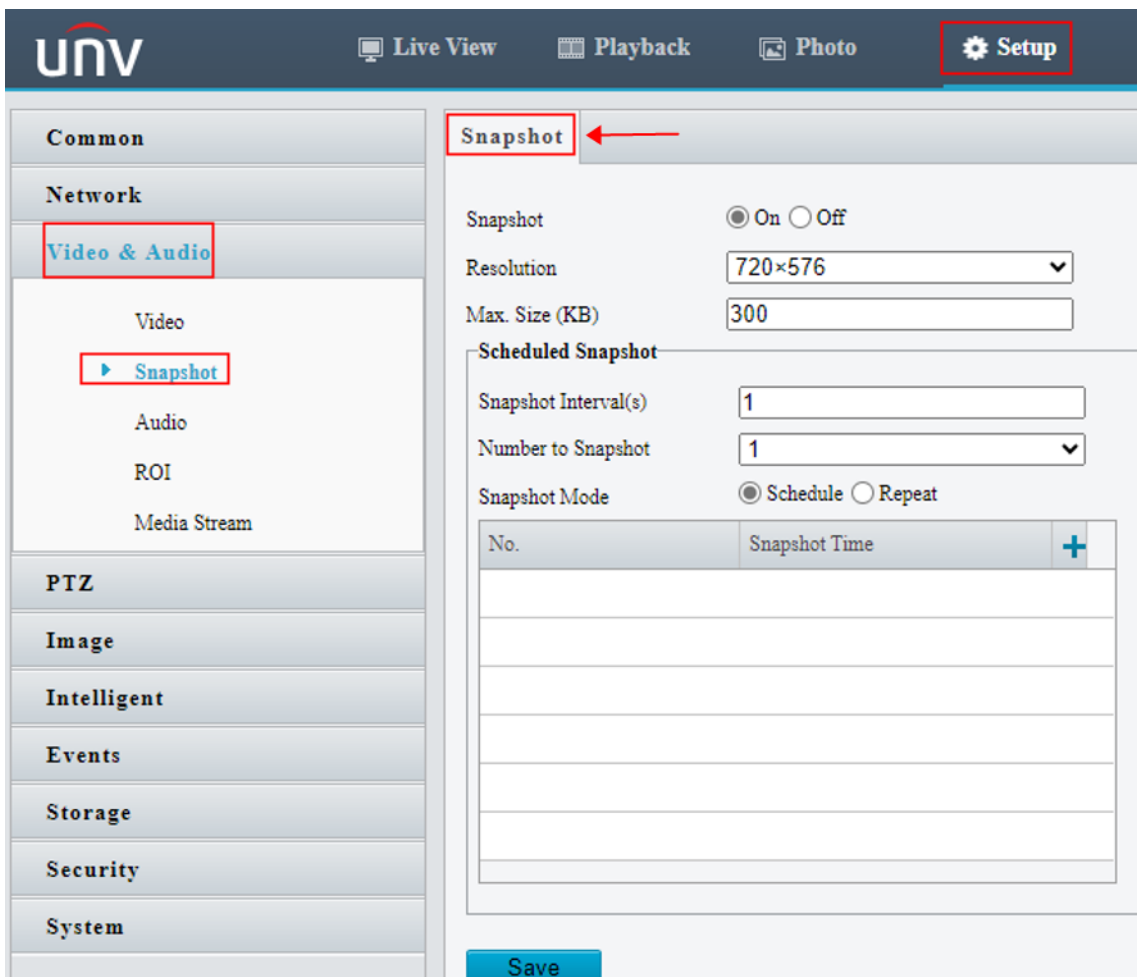 unv
Live View Playback Photo Setup
Common
Network
Video & Audio
Video
Snapshot
Audio
ROI
Media Stream
PTZ
Image
Intelligent
Events
Storage
Security
System
Snapshot
Snapshot On Off
Resolution 720×576
Max. Size (KB) 300
Scheduled Snapshot
Snapshot Interval(s) 1
Number to Snapshot 1
Snapshot Mode Schedule Repeat
No. Snapshot Time +
Save